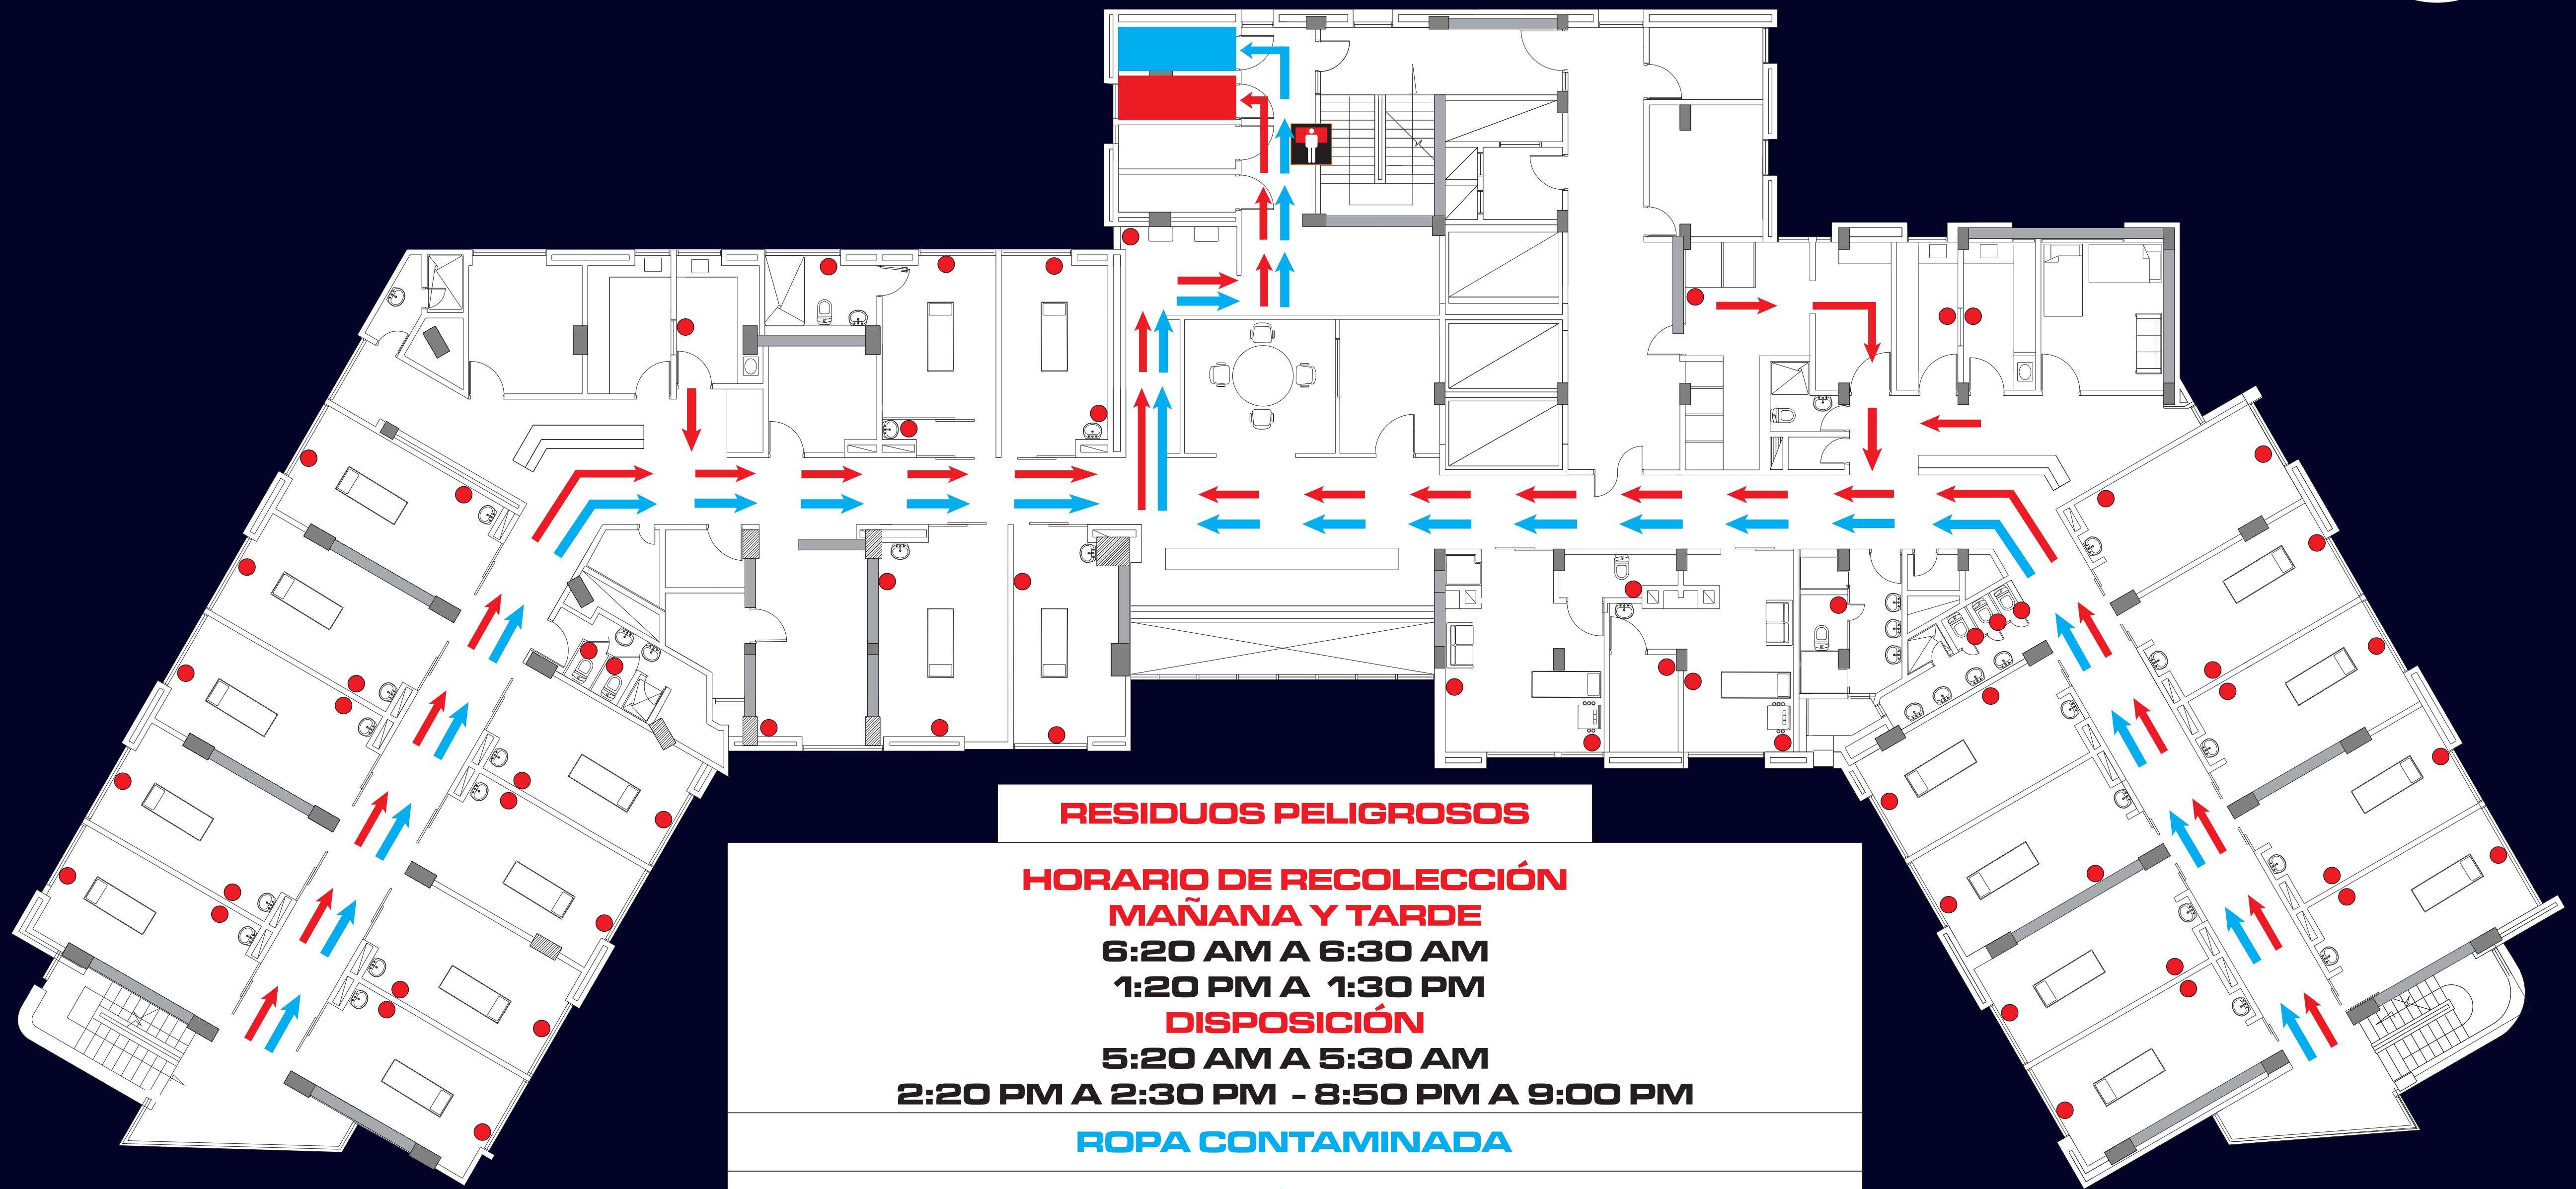 RESIDUOS PELIGROSOS
HORARIO DE RECOLECCIÓN
MAÑANA Y TARDE
6:20 AM A 6:30 AM
1:20 PM A 1:30 PM
DISPOSICIÓN
5:20 AM A 5:30 AM
2:20 PM A 2:30 PM - 8:50 PM A 9:00 PM
ROPA CONTAMINADA